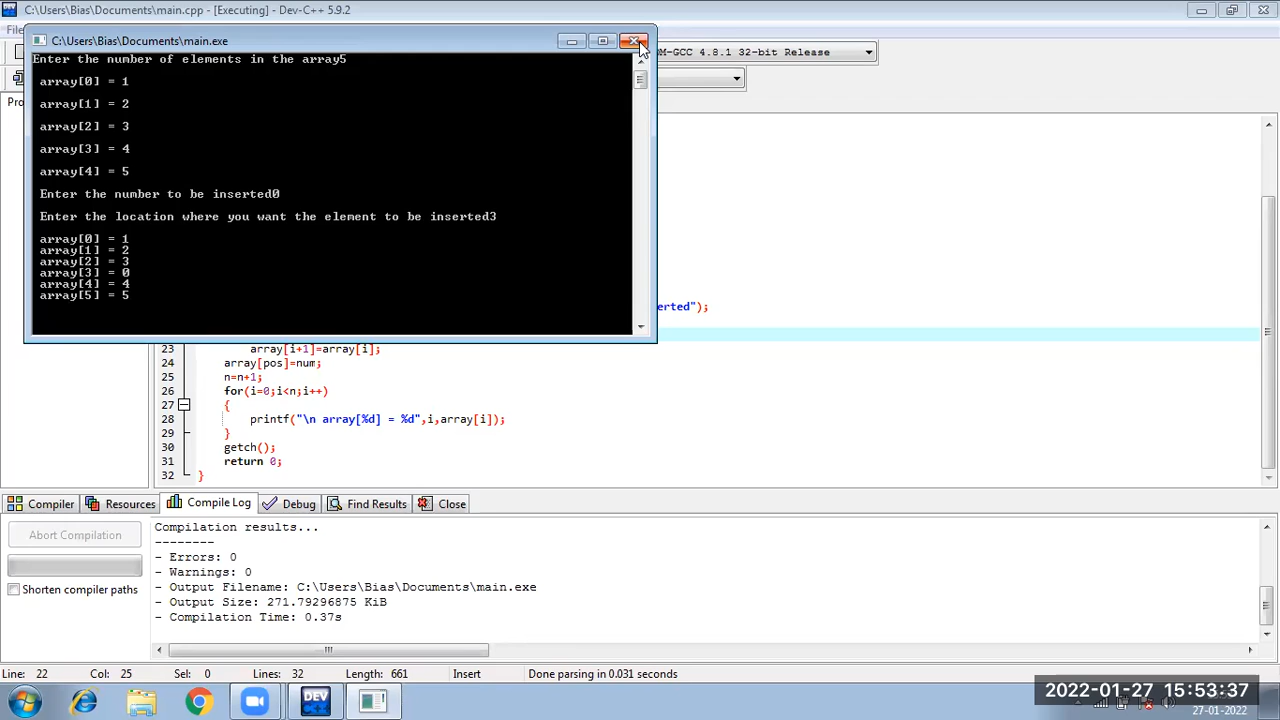 C:\Users\Bias\Documents\main.cpp - [Executing] - Dev-C++ 5.9.2
File
C:\Users\Bias\Documents\main.exe
M-GCC 4.8.1 32-bit Release
Enter the number of elements in the array5
array[0] = 1
array[1] = 2
array[2] = 3
array[3] = 4
array[4] = 5
Enter the number to be inserted0
Enter the location where you want the element to be inserted3
array[0] = 1
array[1] = 2
array[2] = 3
array[3] = 0
array[4] = 4
array[5] = 5
Pro
erted");
23 array[i+1]=array[i];
24 array[pos]=num;
25 n=n+1;
26 for(i=0;i<n;i++)
27 {
28 printf("\n array[%d] = %d",i,array[i]);
29 }
30 getch();
31 return 0;
32 }
Compiler Resources Compile Log Debug Find Results Close
Abort Compilation
Shorten compiler paths
Compilation results...
--------
- Errors: 0
- Warnings: 0
- Output Filename: C:\Users\Bias\Documents\main.exe
- Output Size: 271.79296875 KiB
- Compilation Time: 0.37s
Line: 22 Col: 25 Sel: 0 Lines: 32 Length: 661 Insert Done parsing in 0.031 seconds
DEV
2022-01-27 15:53:37
27-01-2022